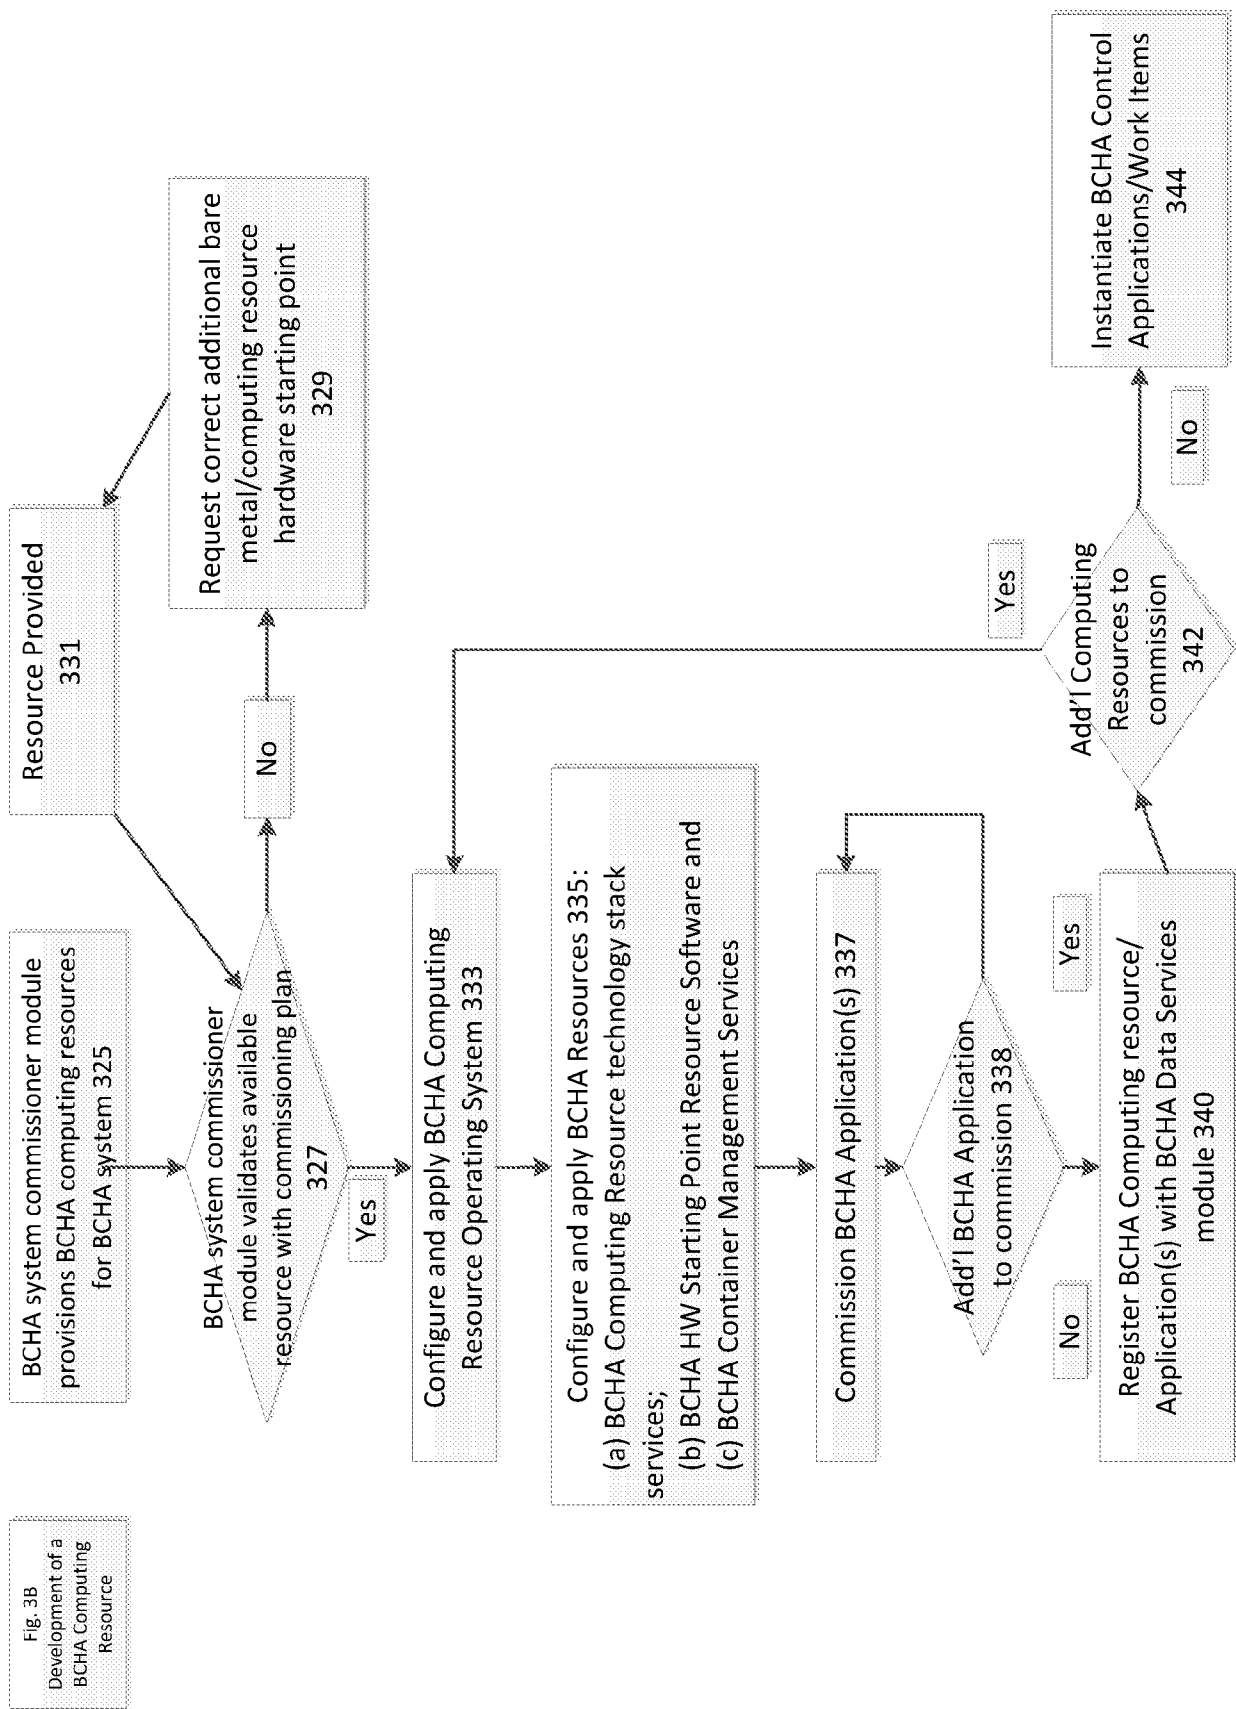 Fig. 3B
Development of a
BCHA Computing
Resource
BCHA system commissioner module
provisions BCHA computing resources
for BCHA system 325
Resource Provided
331
BCHA system commissioner
module validates available
resource with commissioning plan
327
No
Request correct additional bare
metal/computing resource
hardware starting point
329
Yes
Configure and apply BCHA Computing
Resource Operating System 333
Configure and apply BCHA Resources 335:
(a) BCHA Computing Resource technology stack
services;
(b) BCHA HW Starting Point Resource Software and
(c) BCHA Container Management Services
Commission BCHA Application(s) 337
Add'l BCHA Application
to commission 338
No
Yes
Register BCHA Computing resource/
Application(s) with BCHA Data Services
module 340
Add'l Computing
Resources to
commission
342
Yes
No
Instantiate BCHA Control
Applications/Work Items
344